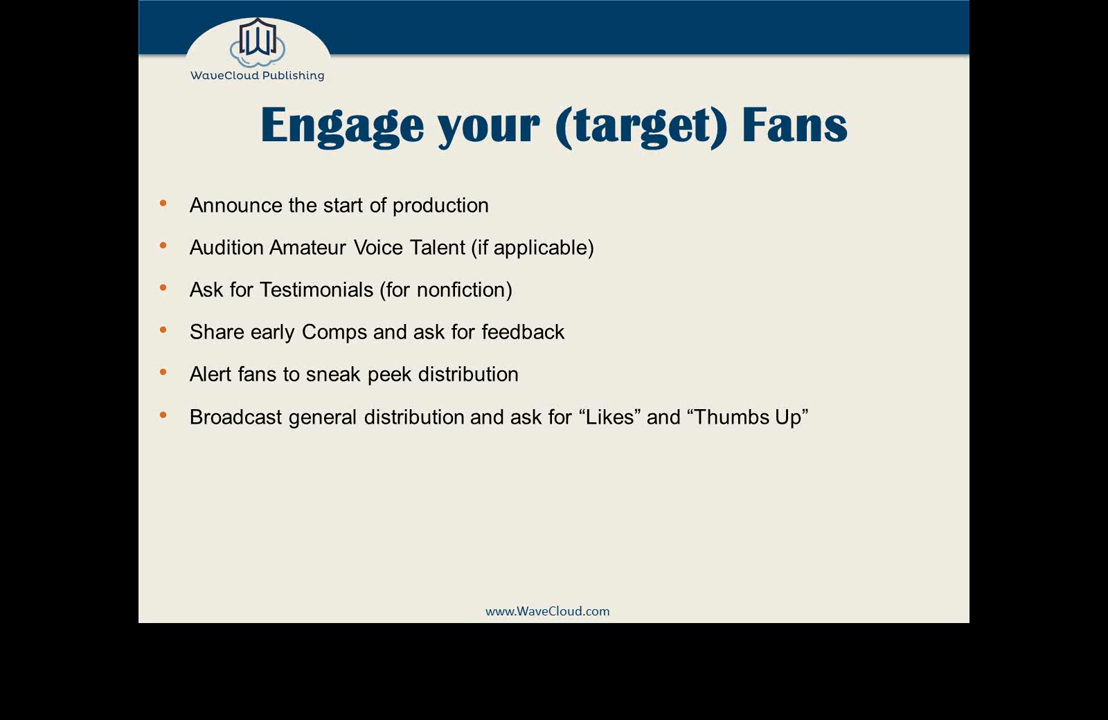 WaveCloud Publishing
Engage your (target) Fans
• Announce the start of production
• Audition Amateur Voice Talent (if applicable)
• Ask for Testimonials (for nonfiction)
• Share early Comps and ask for feedback
• Alert fans to sneak peek distribution
• Broadcast general distribution and ask for “Likes” and “Thumbs Up”
www.WaveCloud.com